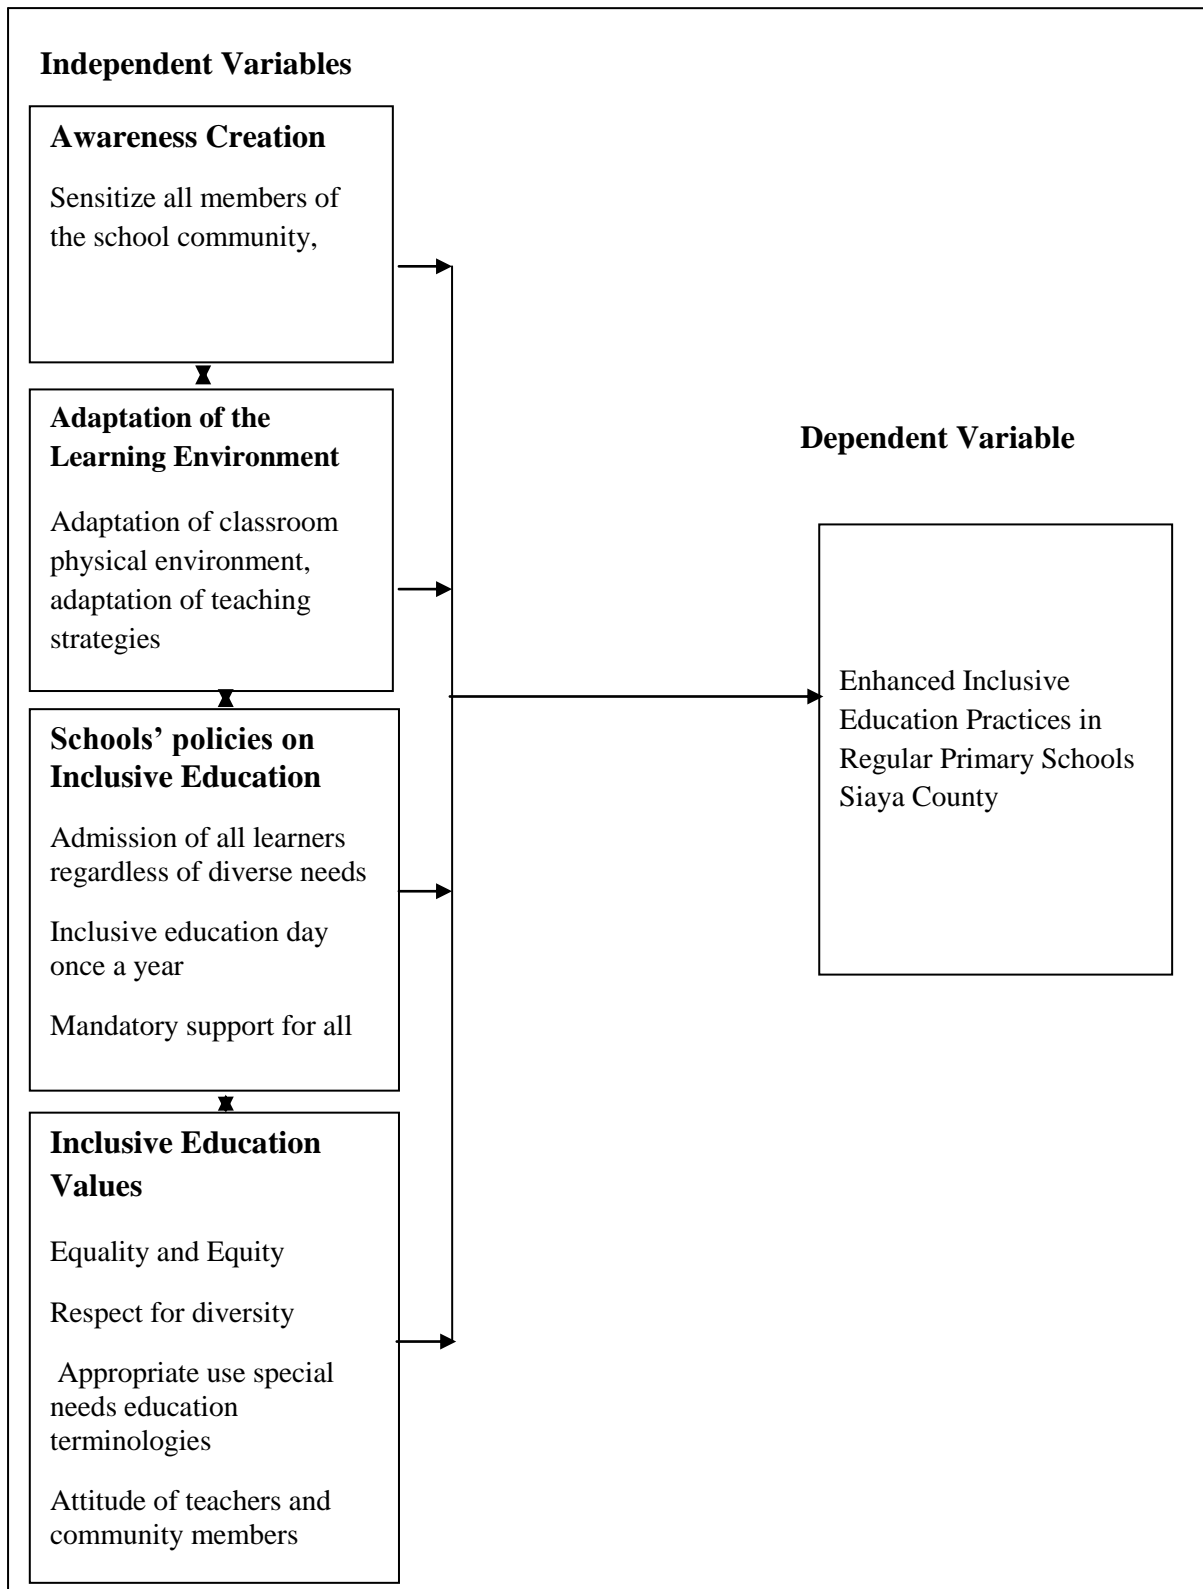 Independent Variables
Awareness Creation
Sensitize all members of
the school community,
Adaptation of the
Learning Environment
Adaptation of classroom
physical environment,
adaptation of teaching
strategies
Schools’ policies on
Inclusive Education
Admission of all learners
regardless of diverse needs
Inclusive education day
once a year
Mandatory support for all
Inclusive Education
Values
Equality and Equity
Respect for diversity
Appropriate use special
needs education
terminologies
Attitude of teachers and
community members
Dependent Variable
Enhanced Inclusive
Education Practices in
Regular Primary Schools
Siaya County